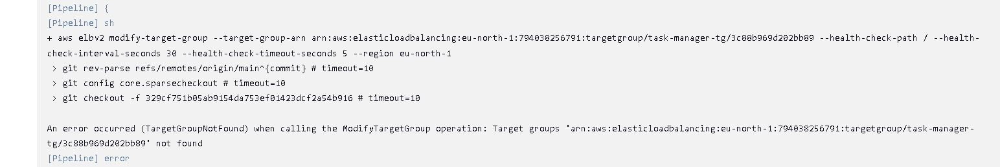 [Pipeline] {
[Pipeline] sh
+ aws elbv2 modify-target-group --target-group-arn arn:aws:elasticloadbalancing:eu-north-1:794038256791:targetgroup/task-manager-tg/3c88b969d202bb89 --health-check-path / --health-
check-interval-seconds 30 --health-check-timeout-seconds 5 --region eu-north-1
> git rev-parse refs/remotes/origin/main^{commit} # timeout=10
> git config core.sparsecheckout # timeout=10
> git checkout -f 329cf751b05ab9154da753ef01423dcf2a54b916 # timeout=10
An error occurred (TargetGroupNotFound) when calling the ModifyTargetGroup operation: Target groups 'arn:aws:elasticloadbalancing:eu-north-1:794038256791:targetgroup/task-manager-
tg/3c88b969d202bb89' not found
[Pipeline] error